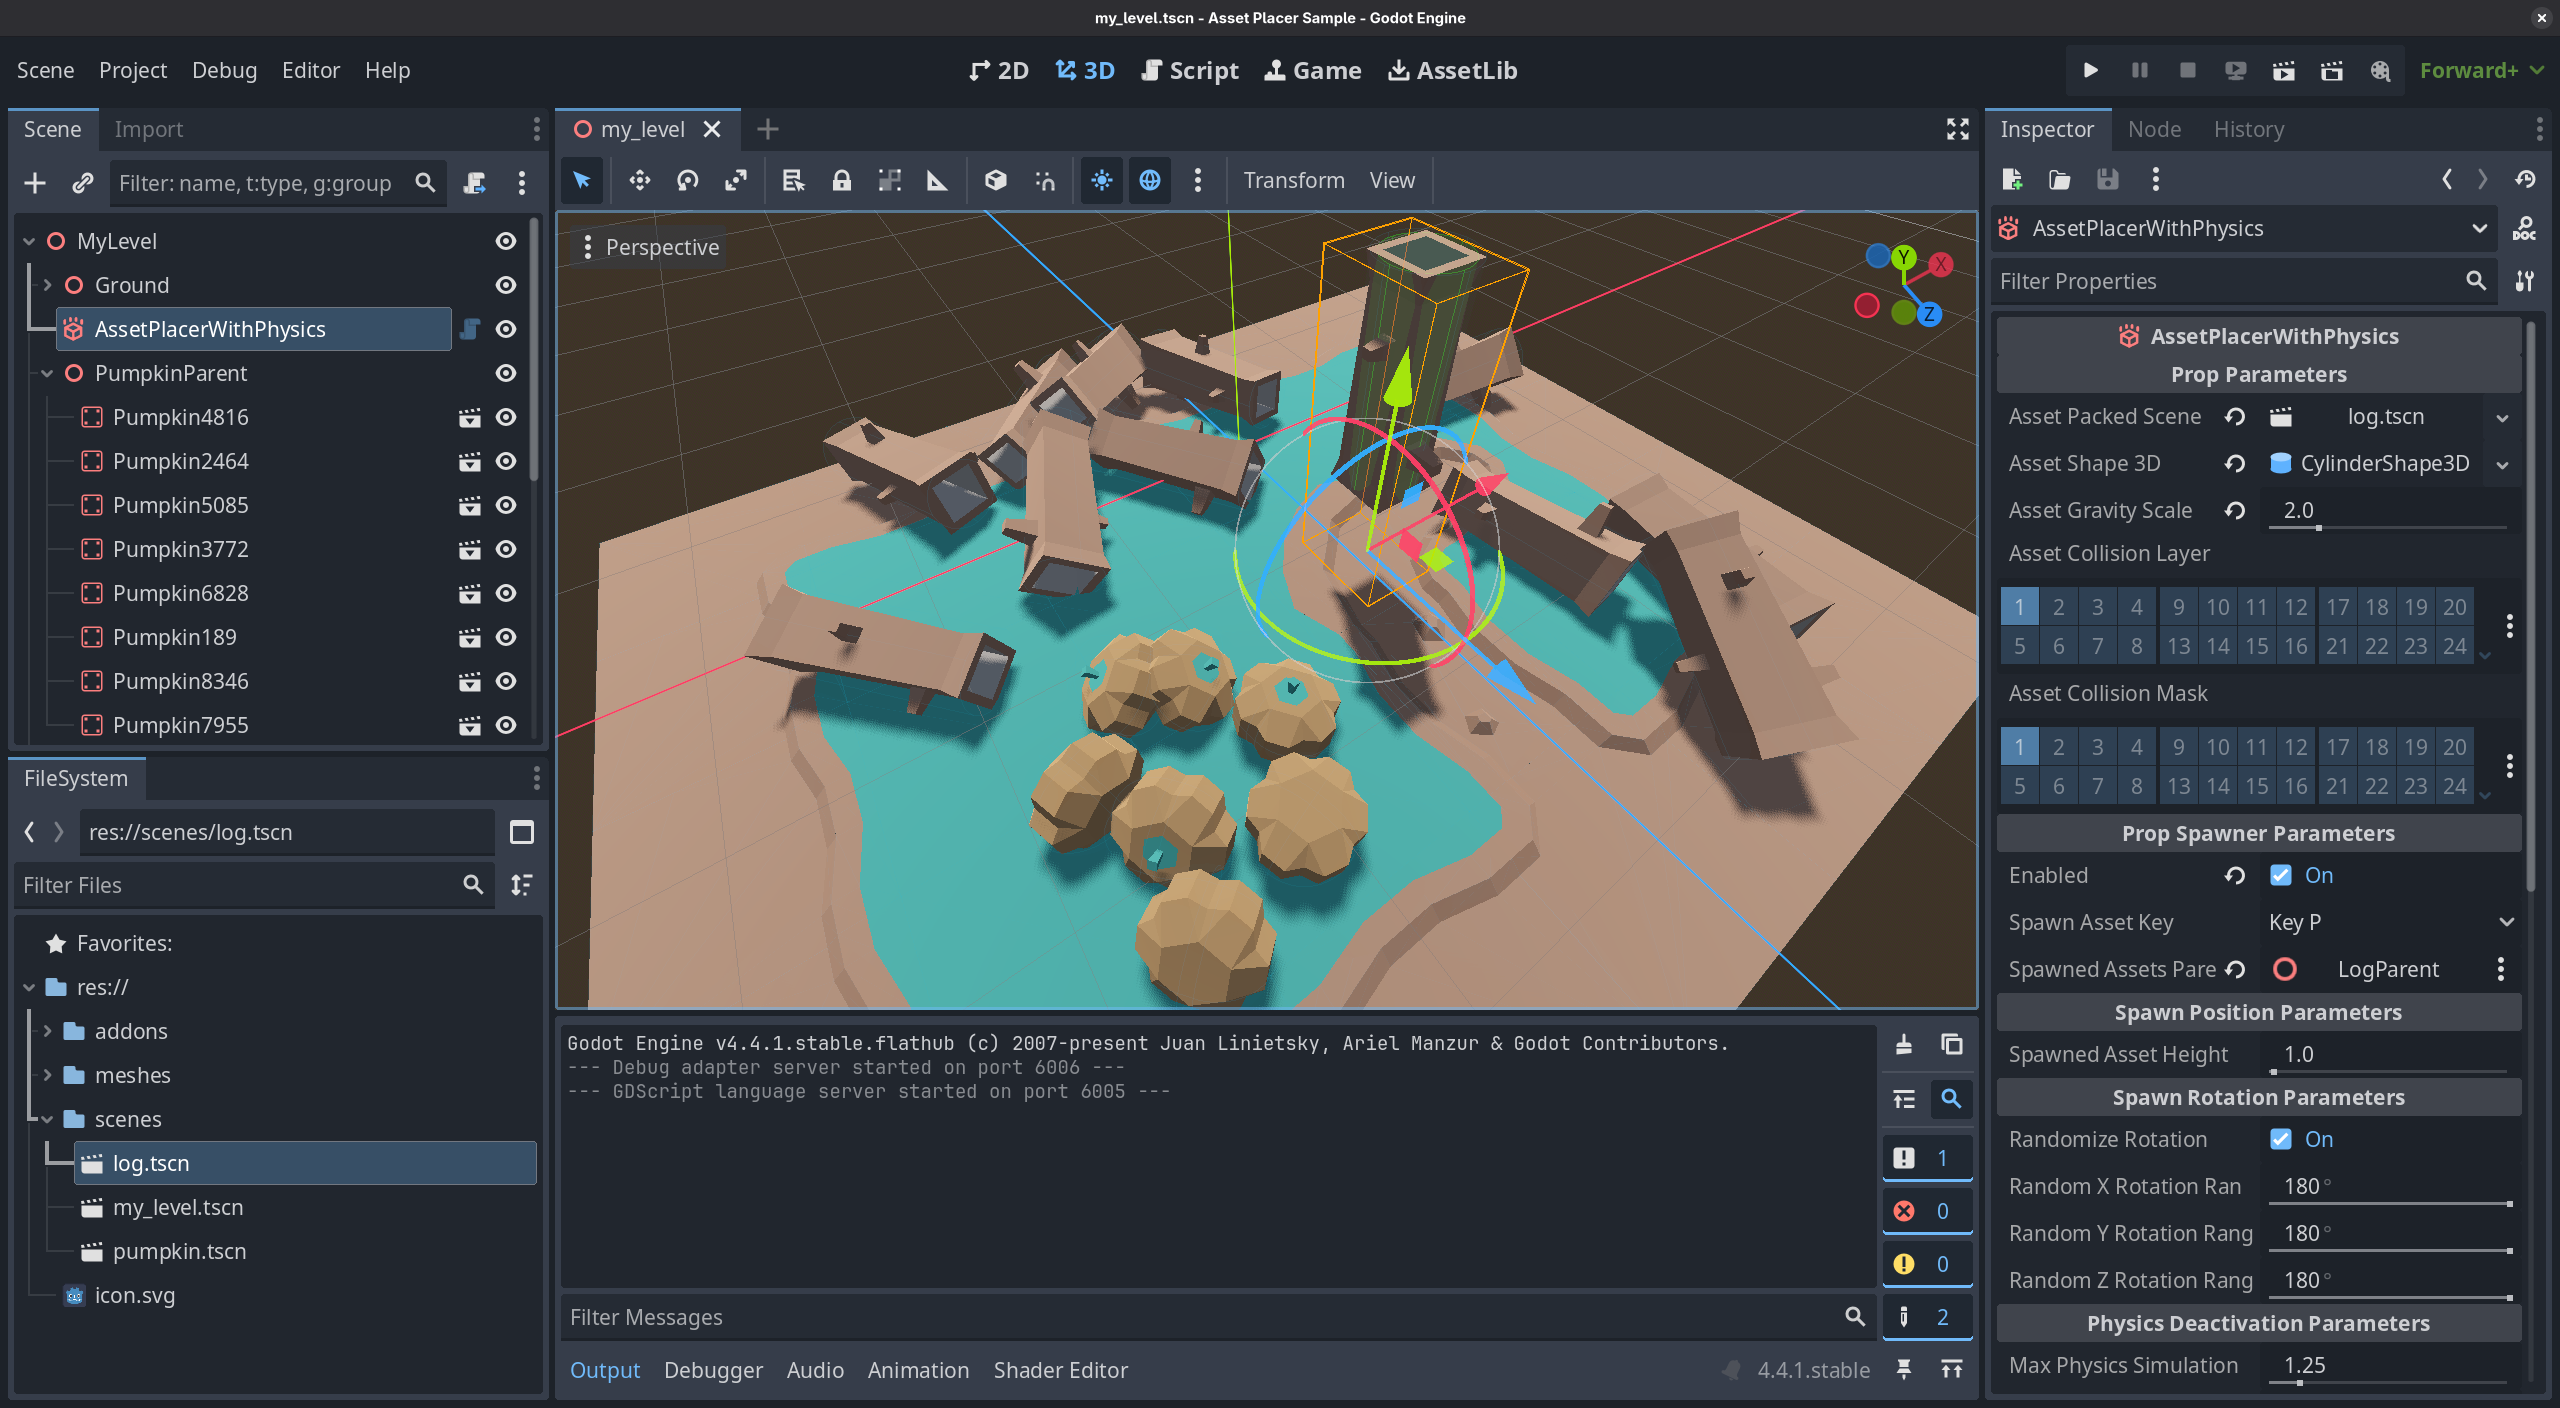 my_level.tscn - Asset Placer Sample - Godot Engine
Scene Project Debug Editor Help
2D 3D Script Game AssetLib
Forward+
Scene Import
Filter: name, t:type, g:group
MyLevel
Ground
AssetPlacerWithPhysics
PumpkinParent
Pumpkin4816
Pumpkin2464
Pumpkin5085
Pumpkin3772
Pumpkin6828
Pumpkin189
Pumpkin8346
Pumpkin7955
FileSystem
res://scenes/log.tscn
Filter Files
Favorites:
res://
addons
meshes
scenes
log.tscn
my_level.tscn
pumpkin.tscn
icon.svg
my_level
Transform View
Perspective
Y
X
Z
Godot Engine v4.4.1.stable.flathub (c) 2007-present Juan Linietsky, Ariel Manzur & Godot Contributors.
--- Debug adapter server started on port 6006 ---
--- GDScript language server started on port 6005 ---
1
0
0
2
Filter Messages
Output Debugger Audio Animation Shader Editor
4.4.1.stable
Inspector Node History
AssetPlacerWithPhysics
DOC
Filter Properties
AssetPlacerWithPhysics
Prop Parameters
Asset Packed Scene log.tscn
Asset Shape 3D CylinderShape3D
Asset Gravity Scale 2.0
Asset Collision Layer
1 2 3 4 9 10 11 12 17 18 19 20
5 6 7 8 13 14 15 16 21 22 23 24
Asset Collision Mask
1 2 3 4 9 10 11 12 17 18 19 20
5 6 7 8 13 14 15 16 21 22 23 24
Prop Spawner Parameters
Enabled On
Spawn Asset Key Key P
Spawned Assets Pare LogParent
Spawn Position Parameters
Spawned Asset Height 1.0
Spawn Rotation Parameters
Randomize Rotation On
Random X Rotation Ran 180 °
Random Y Rotation Rang 180 °
Random Z Rotation Rang 180 °
Physics Deactivation Parameters
Max Physics Simulation 1.25